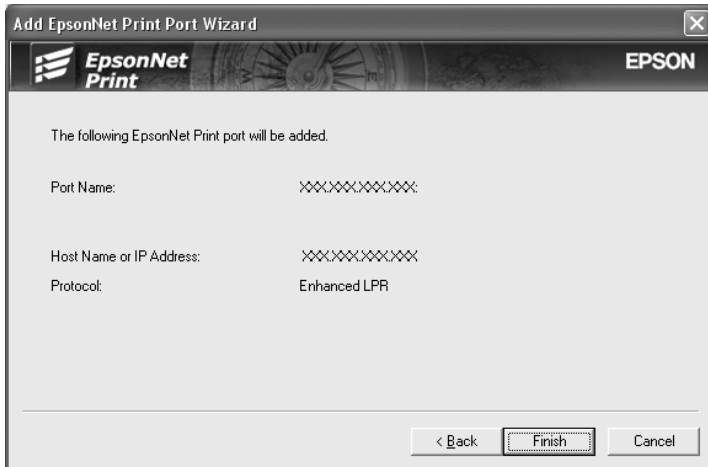 Add EpsonNet Print Port Wizard
EpsonNet
Print
EPSON
The following EpsonNet Print port will be added.
Port Name: XXX.XXX.XXX.XXX:
Host Name or IP Address: XXX.XXX.XXX.XXX
Protocol: Enhanced LPR
< Back Finish Cancel